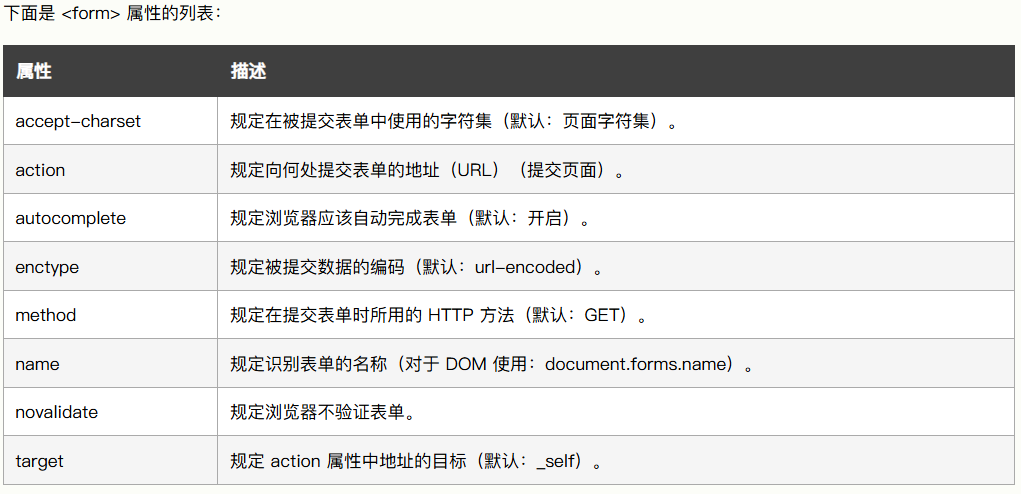 下面是 <form> 属性的列表：
属性 描述
accept-charset 规定在被提交表单中使用的字符集（默认：页面字符集）。
action 规定向何处提交表单的地址（URL）（提交页面）。
autocomplete 规定浏览器应该自动完成表单（默认：开启）。
enctype 规定被提交数据的编码（默认：url-encoded）。
method 规定在提交表单时所用的 HTTP 方法（默认：GET）。
name 规定识别表单的名称（对于 DOM 使用：document.forms.name）。
novalidate 规定浏览器不验证表单。
target 规定 action 属性中地址的目标（默认：_self）。